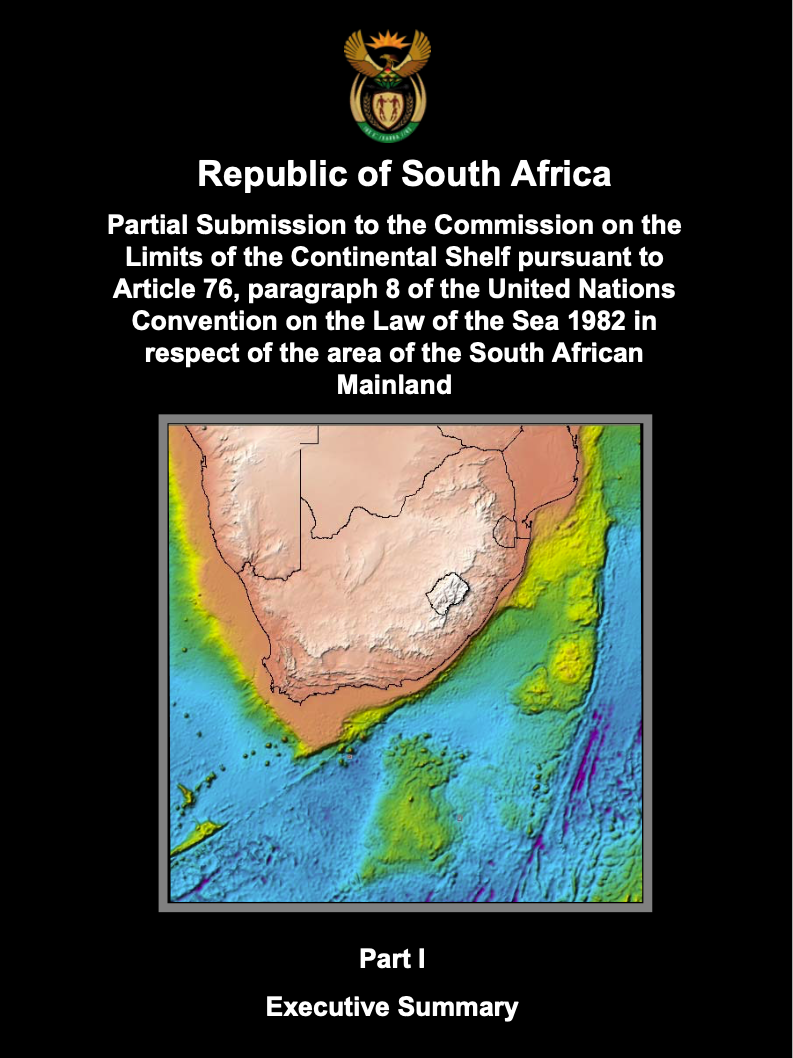 Republic of South Africa
Partial Submission to the Commission on the
Limits of the Continental Shelf pursuant to
Article 76, paragraph 8 of the United Nations
Convention on the Law of the Sea 1982 in
respect of the area of the South African
Mainland
Part I
Executive Summary